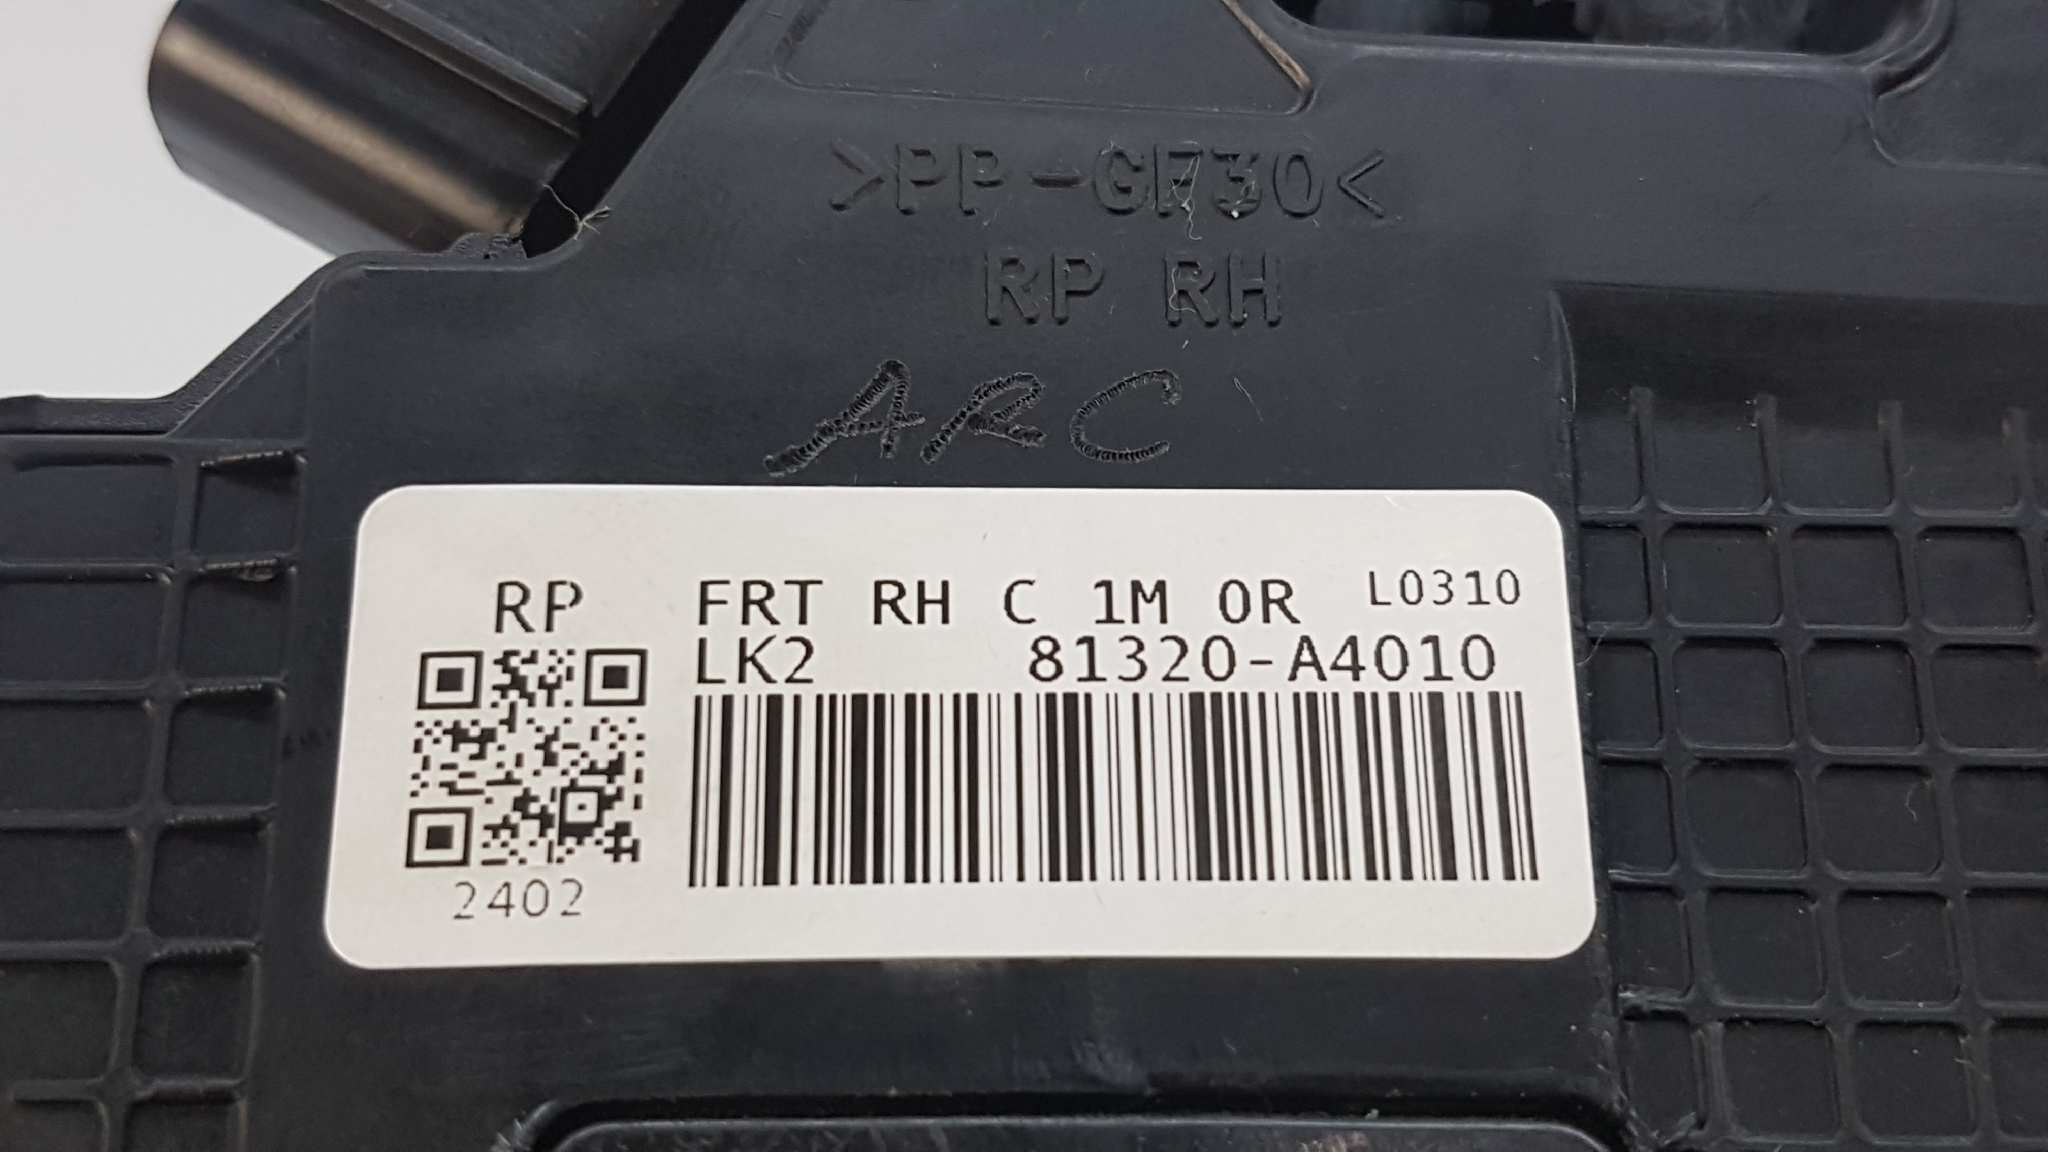 >PP-GF30<
RP RH
ARC
RP FRT RH C 1M 0R L0310
LK2 81320-A4010
2402